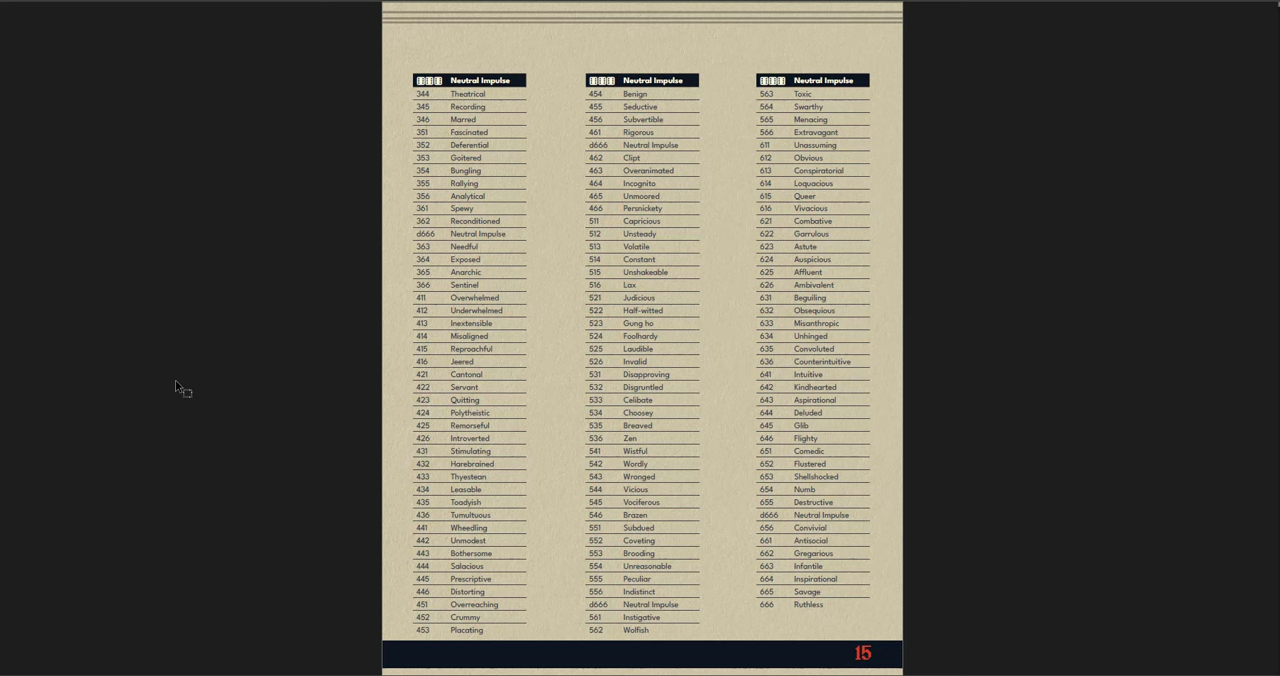 Neutral Impulse
344 Theatrical
345 Recording
346 Marred
351 Fascinated
352 Deferential
353 Goitered
354 Bungling
355 Rallying
356 Analytical
361 Spewy
362 Reconditioned
d666 Neutral Impulse
363 Needful
364 Exposed
365 Anarchic
366 Sentinel
411 Overwhelmed
412 Underwhelmed
413 Inextensible
414 Misaligned
415 Reproachful
416 Jeered
421 Cantonal
422 Servant
423 Quitting
424 Polytheistic
425 Remorseful
426 Introverted
431 Stimulating
432 Harebrained
433 Thyestean
434 Leasable
435 Toadyish
436 Tumultuous
441 Wheedling
442 Unmodest
443 Bothersome
444 Salacious
445 Prescriptive
446 Distorting
451 Overreaching
452 Crummy
453 Placating
Neutral Impulse
454 Benign
455 Seductive
456 Subvertible
461 Rigorous
d666 Neutral Impulse
462 Clipt
463 Overanimated
464 Incognito
465 Unmoored
466 Persnickety
511 Capricious
512 Unsteady
513 Volatile
514 Constant
515 Unshakeable
516 Lax
521 Judicious
522 Half-witted
523 Gung ho
524 Foolhardy
525 Laudible
526 Invalid
531 Disapproving
532 Disgruntled
533 Celibate
534 Choosey
535 Breaved
536 Zen
541 Wistful
542 Wordly
543 Wronged
544 Vicious
545 Vociferous
546 Brazen
551 Subdued
552 Coveting
553 Brooding
554 Unreasonable
555 Peculiar
556 Indistinct
d666 Neutral Impulse
561 Instigative
562 Wolfish
Neutral Impulse
563 Toxic
564 Swarthy
565 Menacing
566 Extravagant
611 Unassuming
612 Obvious
613 Conspiratorial
614 Loquacious
615 Queer
616 Vivacious
621 Combative
622 Garrulous
623 Astute
624 Auspicious
625 Affluent
626 Ambivalent
631 Beguiling
632 Obsequious
633 Misanthropic
634 Unhinged
635 Convoluted
636 Counterintuitive
641 Intuitive
642 Kindhearted
643 Aspirational
644 Deluded
645 Glib
646 Flighty
651 Comedic
652 Flustered
653 Shellshocked
654 Numb
655 Destructive
d666 Neutral Impulse
656 Convivial
661 Antisocial
662 Gregarious
663 Infantile
664 Inspirational
665 Savage
666 Ruthless
15